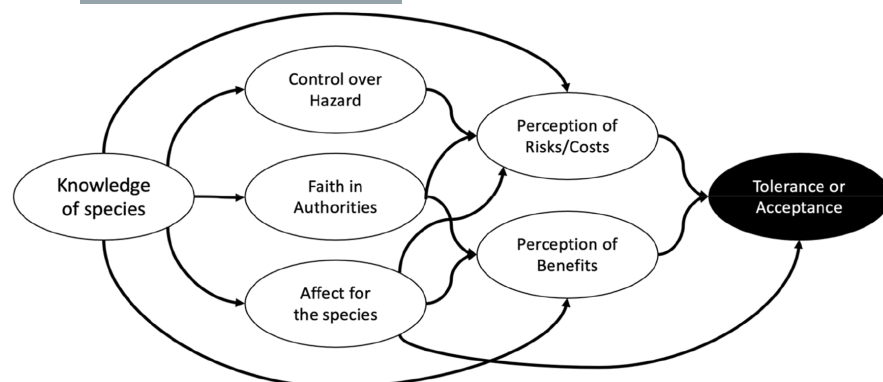 Control over
Hazard
Perception of
Risks/Costs
Knowledge
of species
Faith in
Authorities
Tolerance or
Acceptance
Perception of
Benefits
Affect for
the species